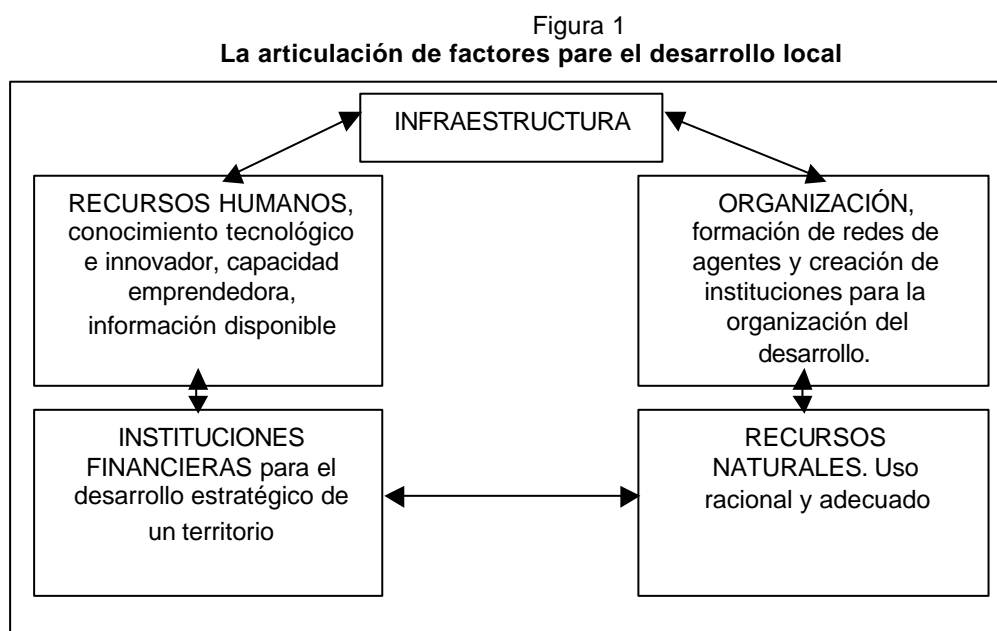 Figura 1
La articulación de factores pare el desarrollo local
INFRAESTRUCTURA
RECURSOS HUMANOS,
conocimiento tecnológico
e innovador, capacidad
emprendedora,
información disponible
ORGANIZACIÓN,
formación de redes de
agentes y creación de
instituciones para la
organización del
desarrollo.
INSTITUCIONES
FINANCIERAS para el
desarrollo estratégico de
un territorio
RECURSOS
NATURALES. Uso
racional y adecuado